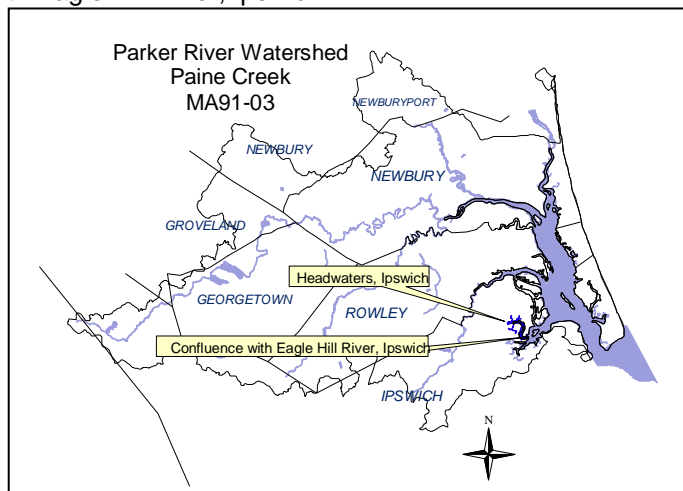 Parker River Watershed
Paine Creek
MA91-03
NEWBURYPORT
NEWBURY
NEWBURY
GROVELAND
Headwaters, Ipswich
GEORGETOWN
ROWLEY
Confluence with Eagle Hill River, Ipswich
IPSWICH
N